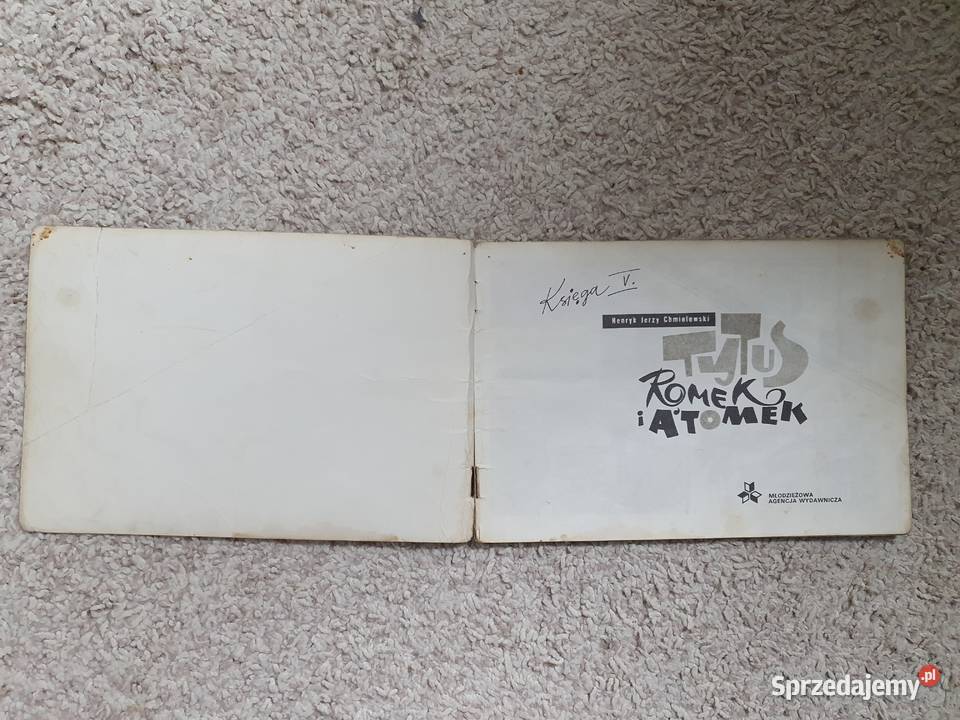 Księga V.
Henryk Jerzy Chmielewski
TYTUS
ROMEK
i A'TOMEK
MŁODZIEŻOWA
AGENCJA WYDAWNICZA
Sprzedajemy.pl